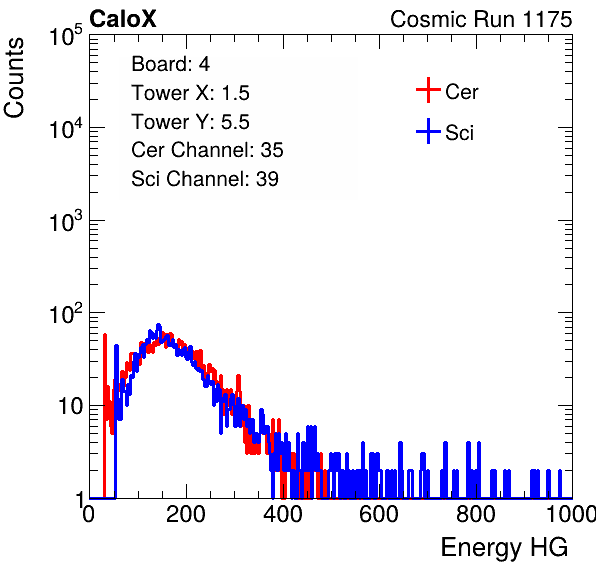 CaloX Cosmic Run 1175
Counts
10^5
10^4
10^3
10^2
10
1
Board: 4
Tower X: 1.5
Tower Y: 5.5
Cer Channel: 35
Sci Channel: 39
Cer
Sci
0 200 400 600 800 1000
Energy HG